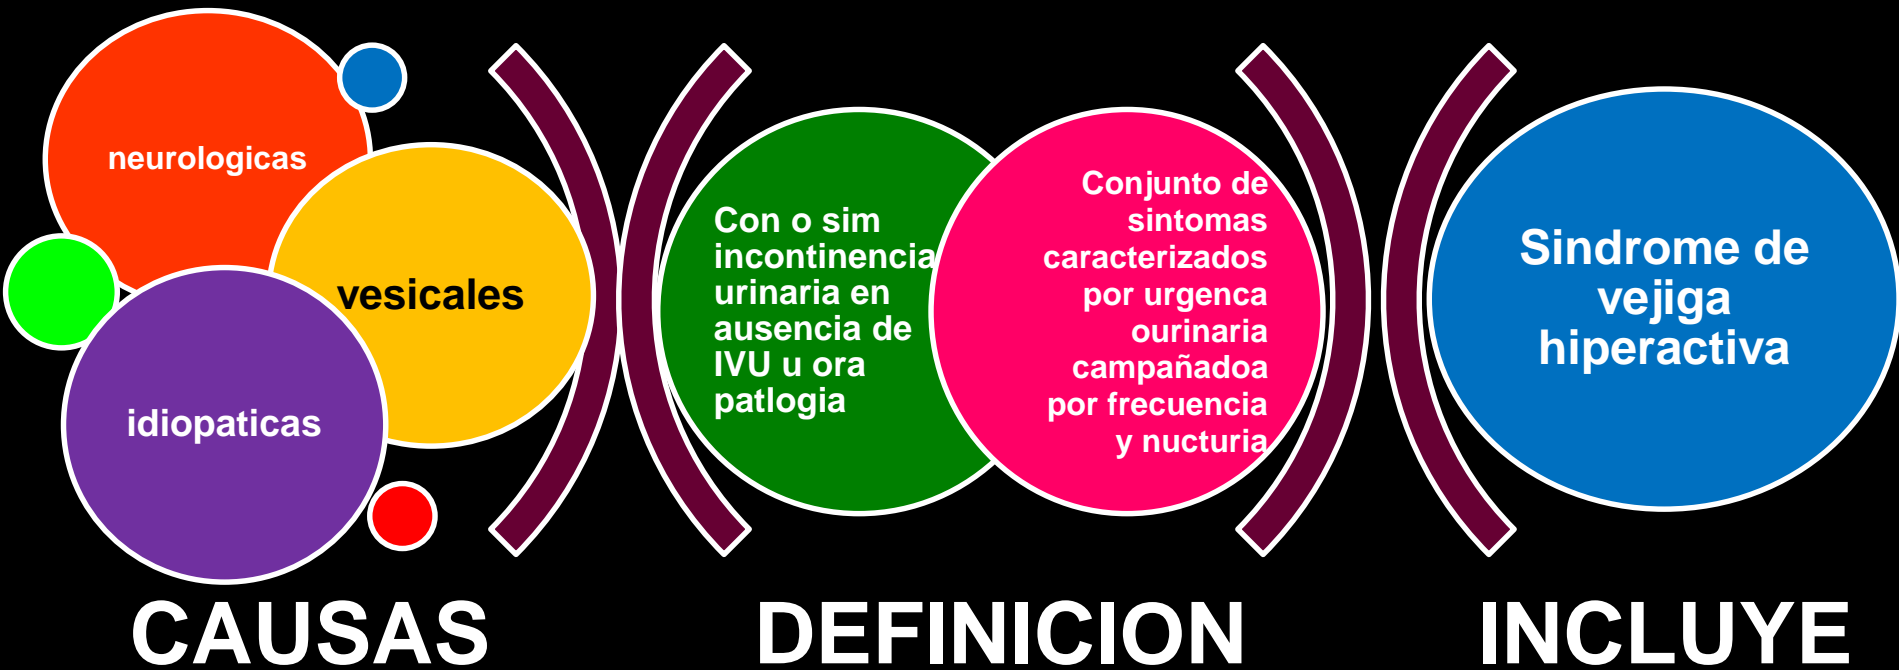 neurologicas
vesicales
idiopaticas
CAUSAS
Con o sim
incontinencia
urinaria en
ausencia de
IVU u ora
patlogia
Conjunto de
sintomas
caracterizados
por urgenca
ourinaria
campañadoa
por frecuencia
y nucturia
DEFINICION
Sindrome de
vejiga
hiperactiva
INCLUYE